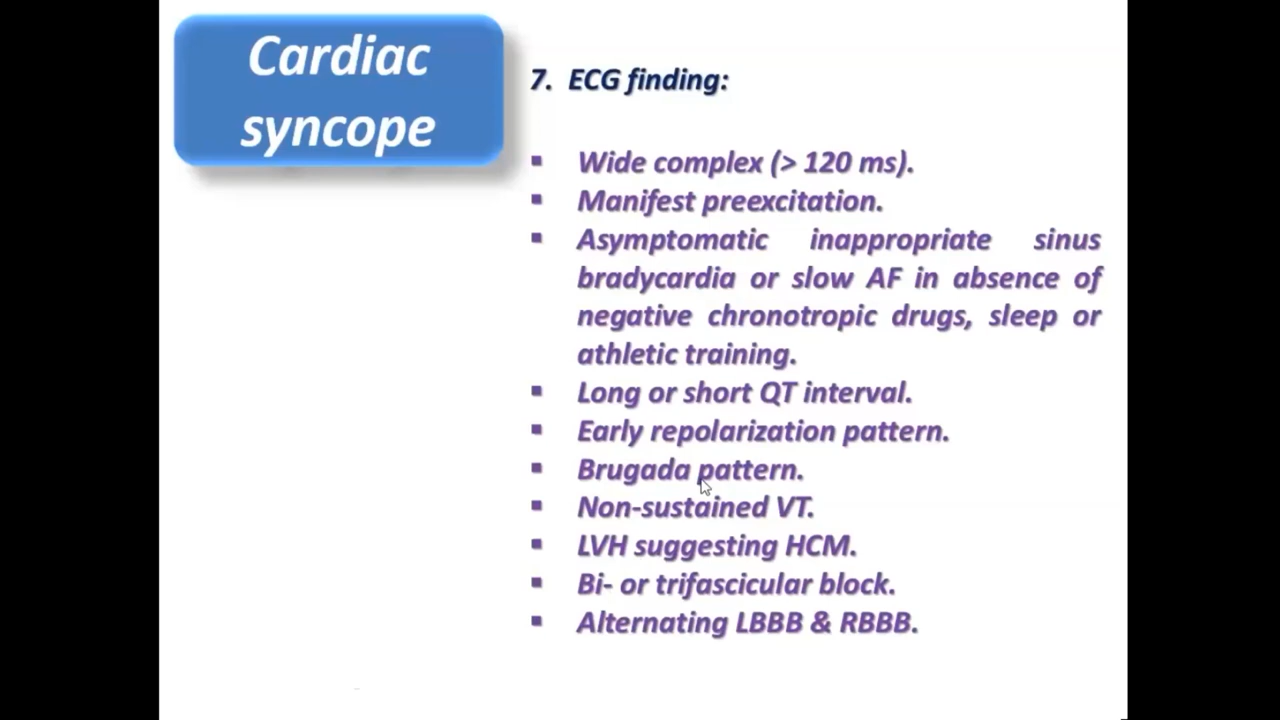 Cardiac
syncope
7. ECG finding:
▪ Wide complex (> 120 ms).
▪ Manifest preexcitation.
▪ Asymptomatic inappropriate sinus
bradycardia or slow AF in absence of
negative chronotropic drugs, sleep or
athletic training.
▪ Long or short QT interval.
▪ Early repolarization pattern.
▪ Brugada pattern.
▪ Non-sustained VT.
▪ LVH suggesting HCM.
▪ Bi- or trifascicular block.
▪ Alternating LBBB & RBBB.